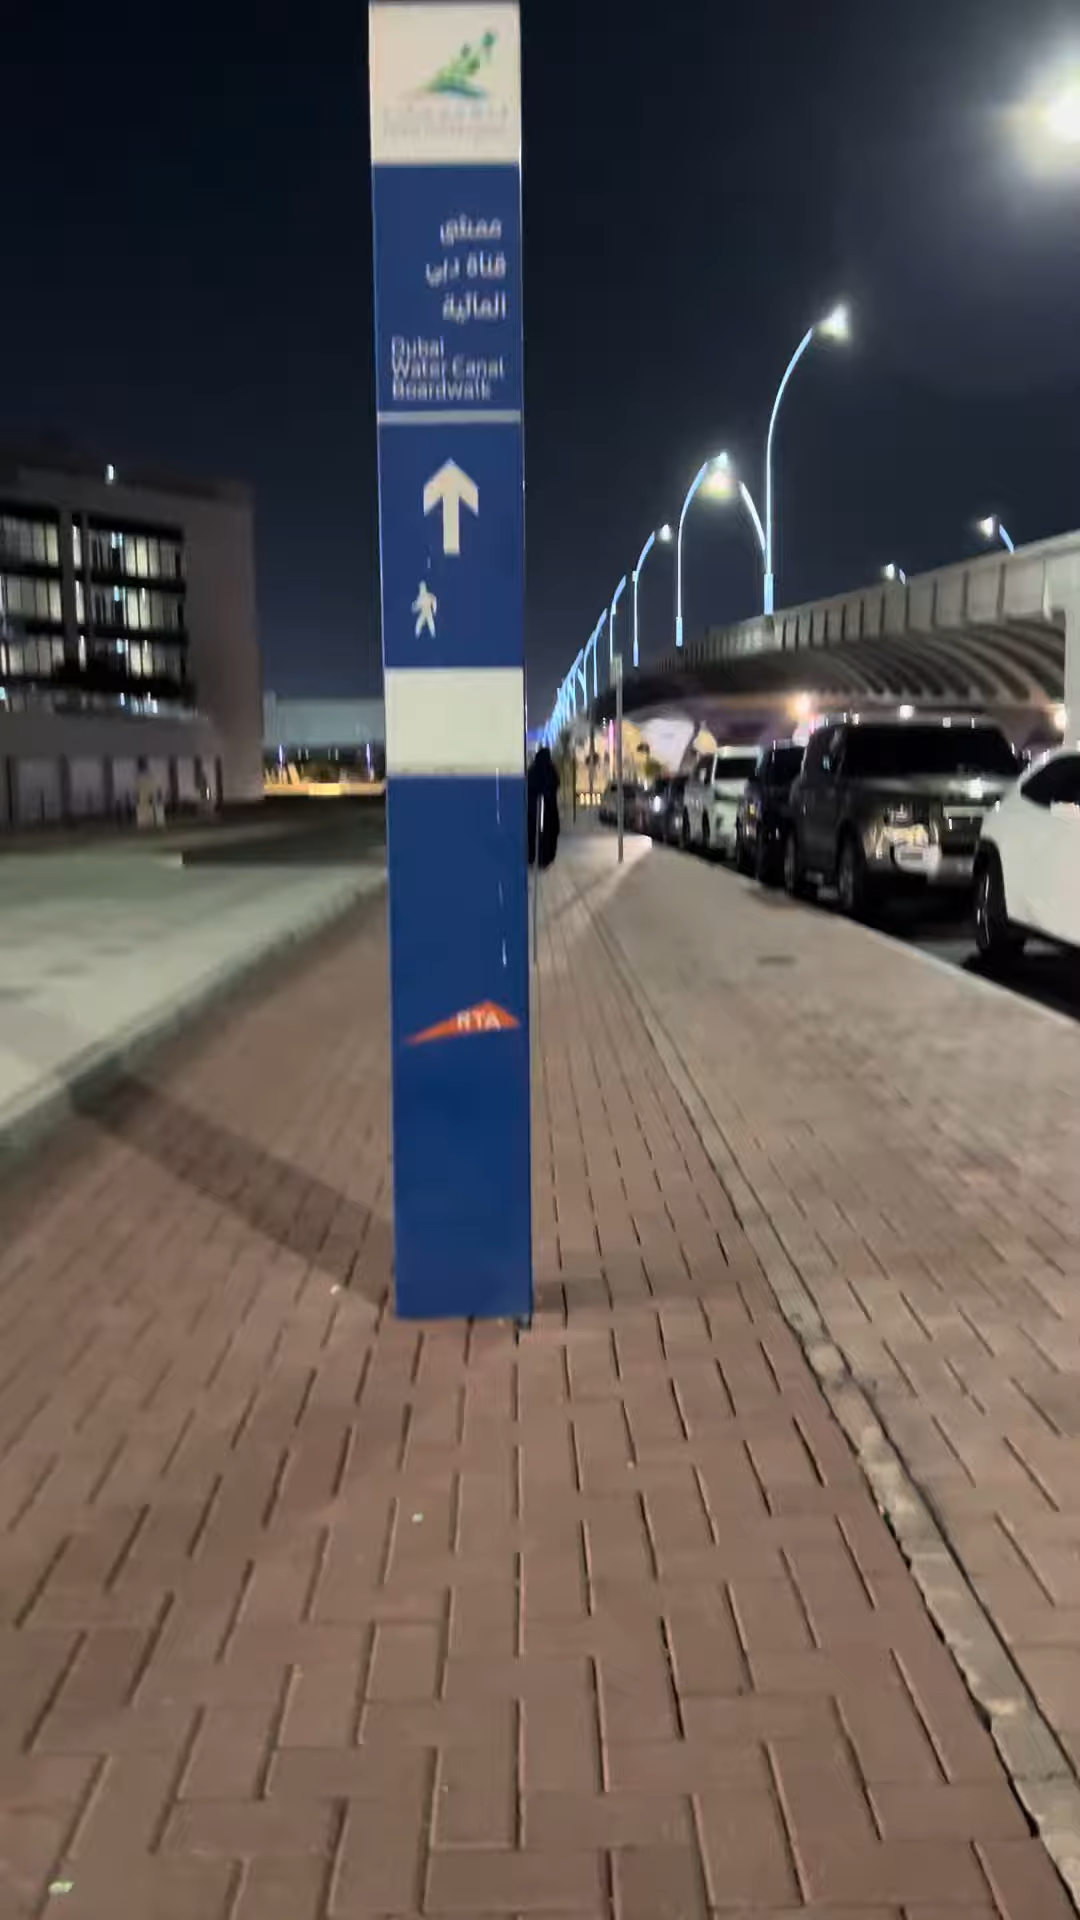 ممشى
قناة دبي
المائية
Dubai
Water Canal
Boardwalk
RTA